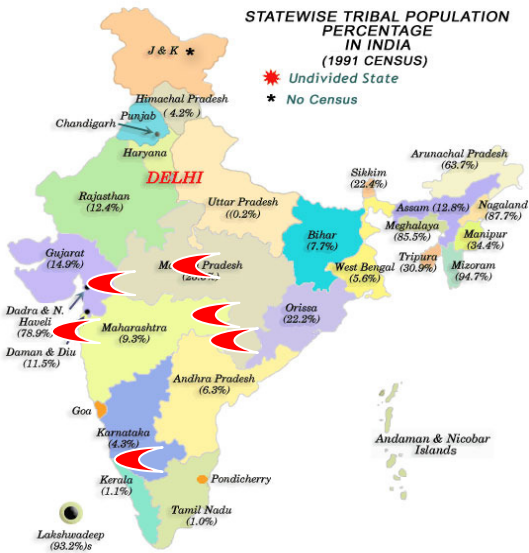 STATEWISE TRIBAL POPULATION
PERCENTAGE
IN INDIA
(1991 CENSUS)
Undivided State
* No Census
J & K *
Himachal Pradesh
( 4.2%)
Punjab
Chandigarh
Haryana
DELHI
Rajasthan
(12.4%)
Uttar Pradesh
((0.2%)
Sikkim
(22.4%)
Arunachal Pradesh
(63.7%)
Assam (12.8%)
Nagaland
(87.7%)
Meghalaya
(85.5%)
Manipur
(34.4%)
Tripura
(30.9%)
Mizoram
(94.7%)
Bihar
(7.7%)
West Bengal
(5.6%)
Gujarat
(14.9%)
Pradesh
Orissa
(22.2%)
Dadra & N.
Haveli
(78.9%)
Daman & Diu
(11.5%)
Maharashtra
(9.3%)
Andhra Pradesh
(6.3%)
Goa
Karnataka
(4.3%)
Andaman & Nicobar
Islands
Kerala
(1.1%)
Pondicherry
Tamil Nadu
(1.0%)
Lakshwadeep
(93.2%)s